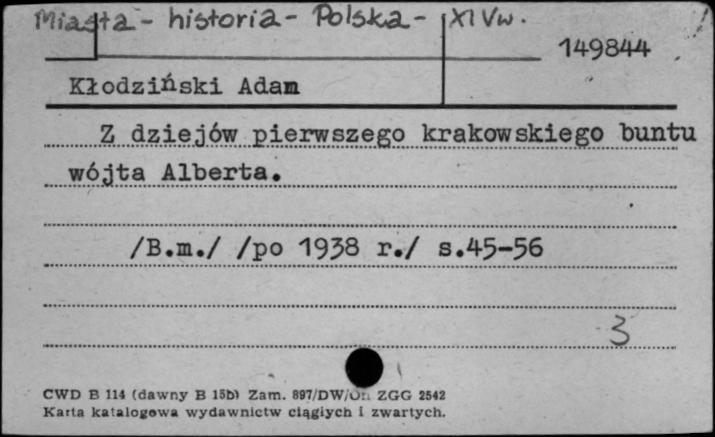 Miasta - historia - Polska - XIV w.
149844
Kłodziński Adam
Z dziejów pierwszego krakowskiego buntu
wójta Alberta.
/B.m./ /po 1938 r./ s.45-56
3
CWD B 114 (dawny B 15b) Zam. 897/DW/ ZGG 2542
Karta katalogowa wydawnictw ciągłych i zwartych.